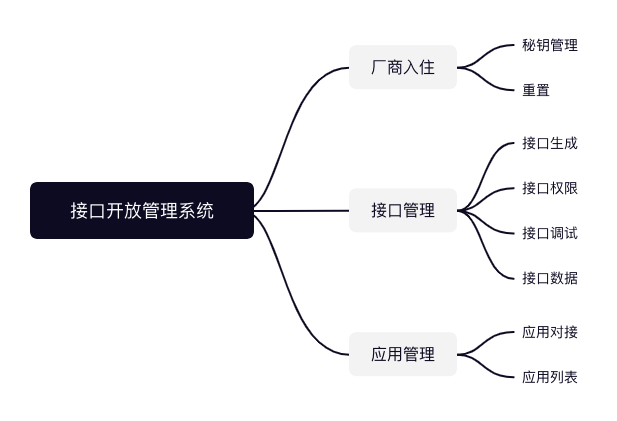 接口开放管理系统
厂商入住
秘钥管理
重置
接口管理
接口生成
接口权限
接口调试
接口数据
应用管理
应用对接
应用列表